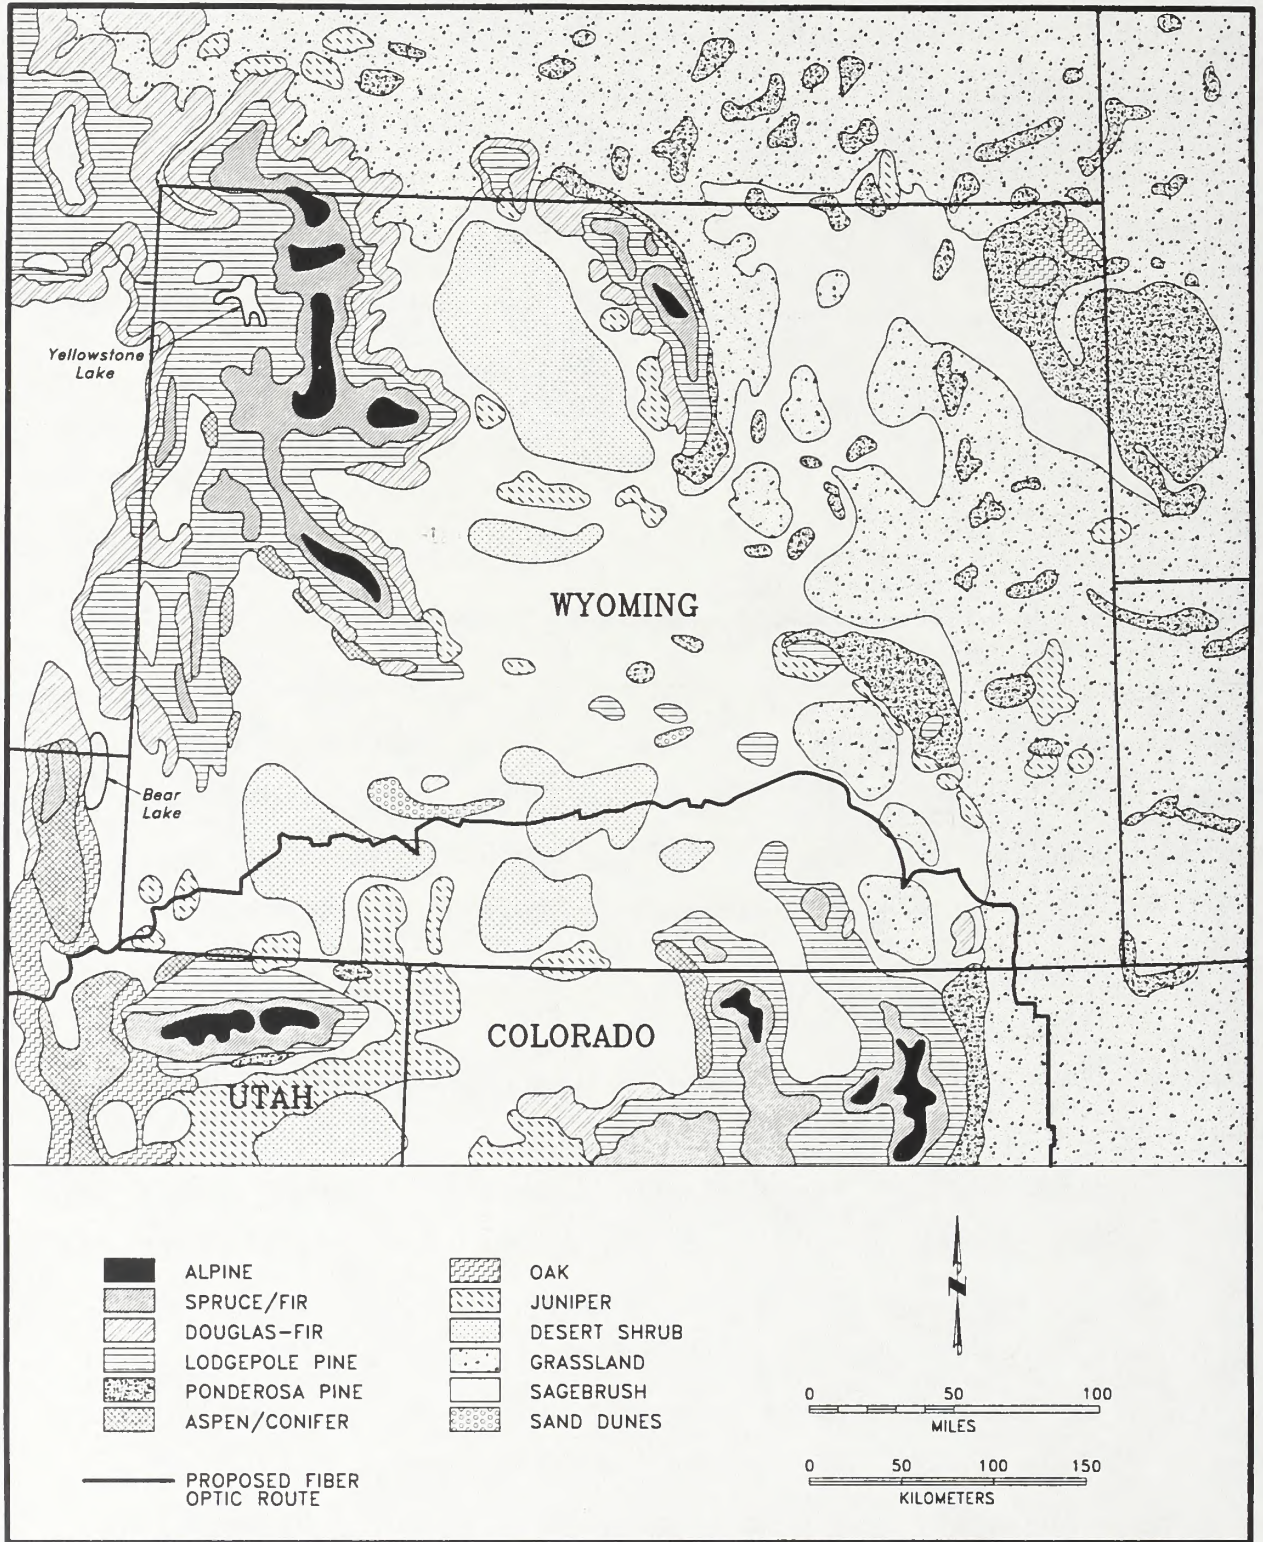 Yellowstone
Lake
WYOMING
Bear
Lake
COLORADO
UTAH
ALPINE
SPRUCE/FIR
DOUGLAS-FIR
LODGEPOLE PINE
PONDEROSA PINE
ASPEN/CONIFER
PROPOSED FIBER
OPTIC ROUTE
OAK
JUNIPER
DESERT SHRUB
GRASSLAND
SAGEBRUSH
SAND DUNES
N
0 50 100
MILES
0 50 100 150
KILOMETERS